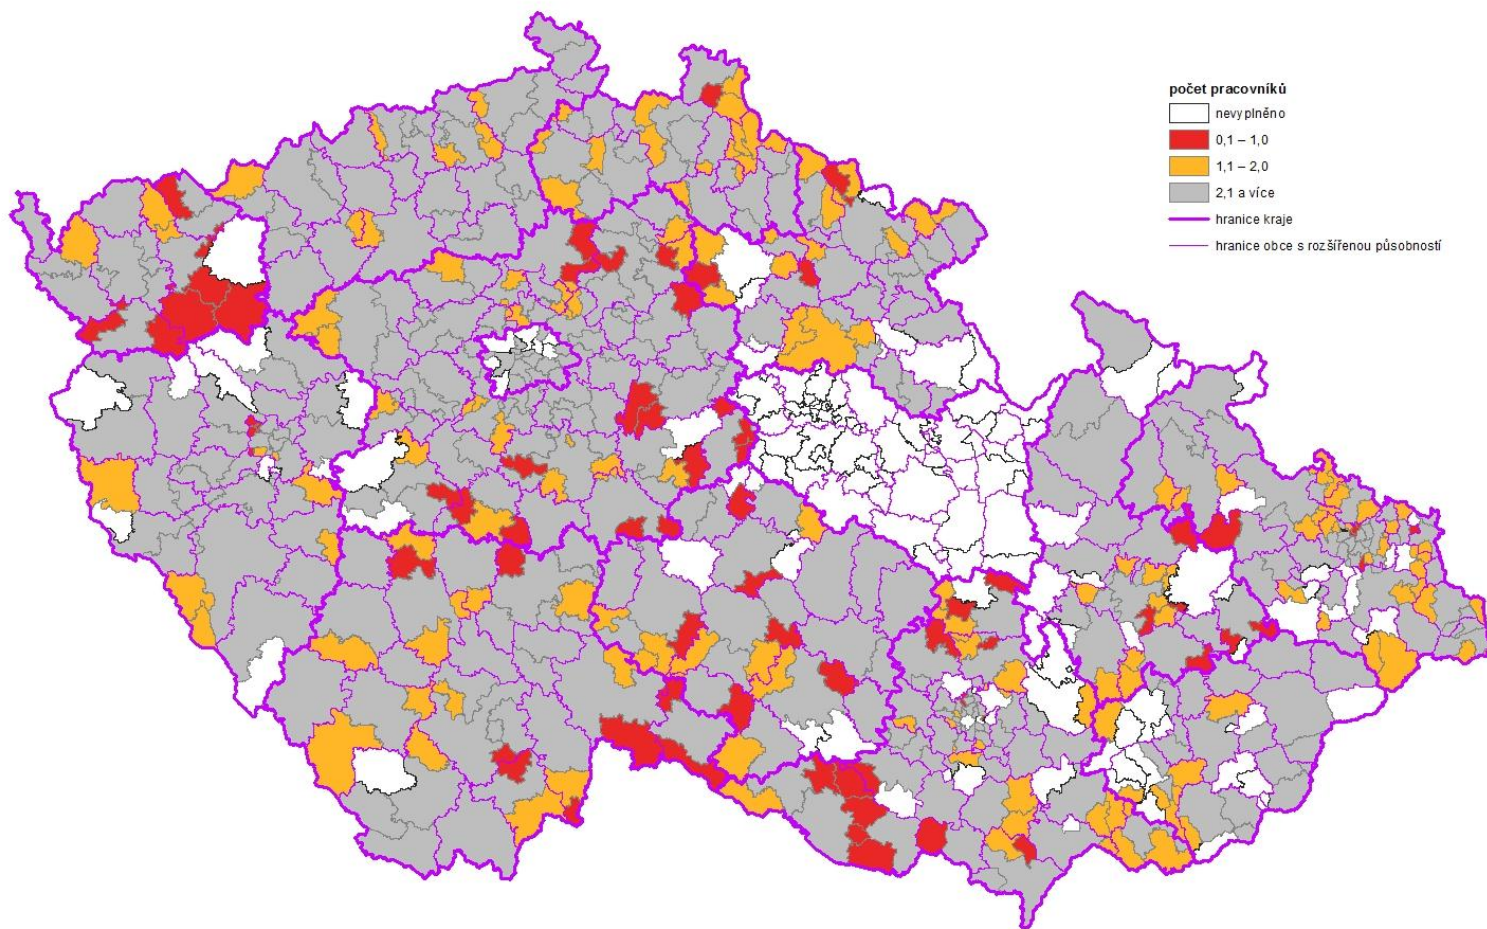 počet pracovníků
nevyplněno
0,1 – 1,0
1,1 – 2,0
2,1 a více
hranice kraje
hranice obce s rozšířenou působností